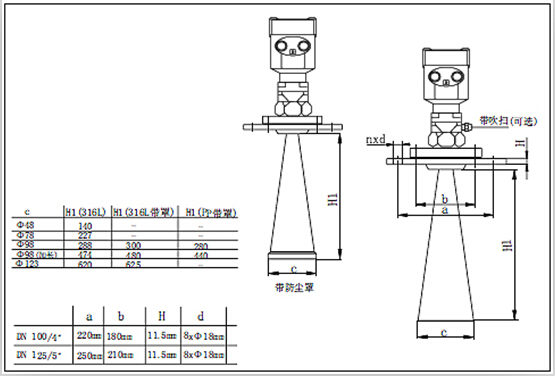 带吹扫(可选)
nxd
H
b
a
H1
H1
c
c
带防尘罩
c H1(316L) H1(316L带罩) H1(PP带罩)
Φ48 140 - -
Φ78 227 - -
Φ98 288 300 280
Φ98(加长) 474 480 440
Φ123 620 625 -
a b H d
DN 100/4" 220mm 180mm 11.5mm 8xΦ18mm
DN 125/5" 250mm 210mm 11.5mm 8xΦ18mm